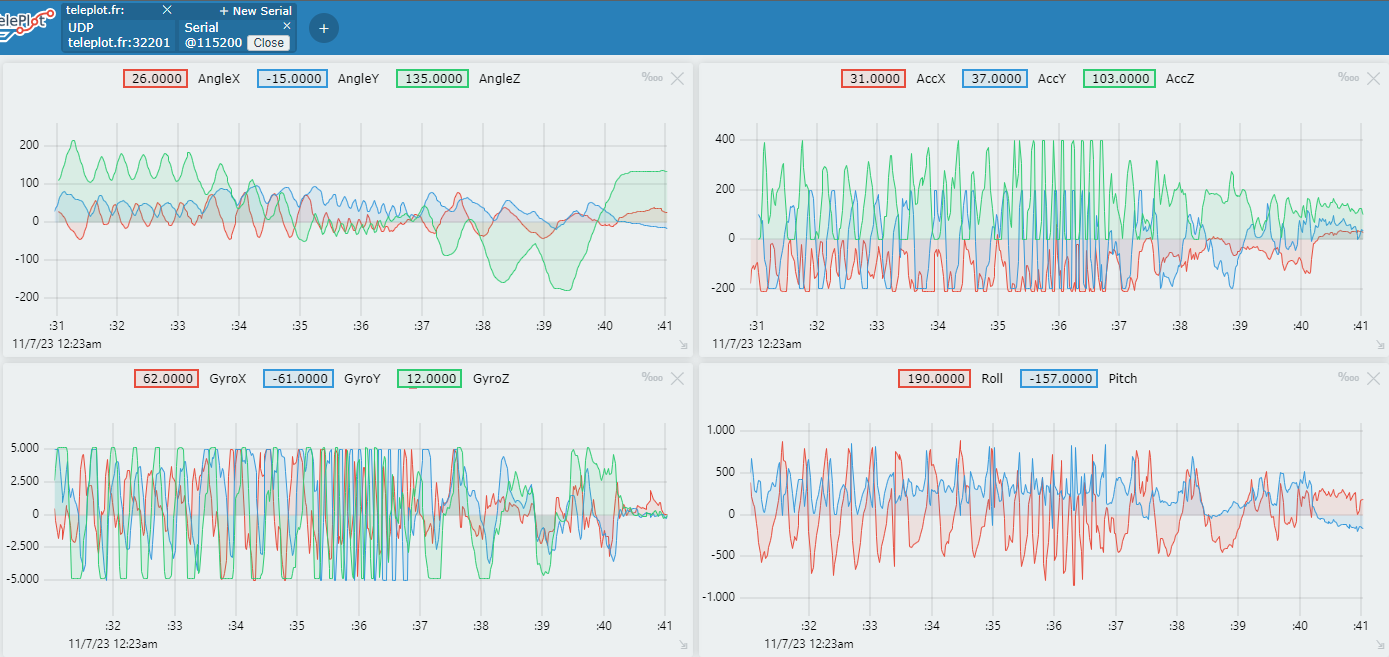 elePlot
teleplot.fr: + New Serial
UDP Serial
teleplot.fr:32201 @115200 Close
+
26.0000 AngleX -15.0000 AngleY 135.0000 AngleZ
200
100
0
-100
-200
:31 :32 :33 :34 :35 :36 :37 :38 :39 :40 :41
11/7/23 12:23am
31.0000 AccX 37.0000 AccY 103.0000 AccZ
400
200
0
-200
:31 :32 :33 :34 :35 :36 :37 :38 :39 :40 :41
11/7/23 12:23am
62.0000 GyroX -61.0000 GyroY 12.0000 GyroZ
5.000
2.500
0
-2.500
-5.000
:32 :33 :34 :35 :36 :37 :38 :39 :40 :41
11/7/23 12:23am
190.0000 Roll -157.0000 Pitch
1.000
500
0
-500
-1.000
:32 :33 :34 :35 :36 :37 :38 :39 :40 :41
11/7/23 12:23am